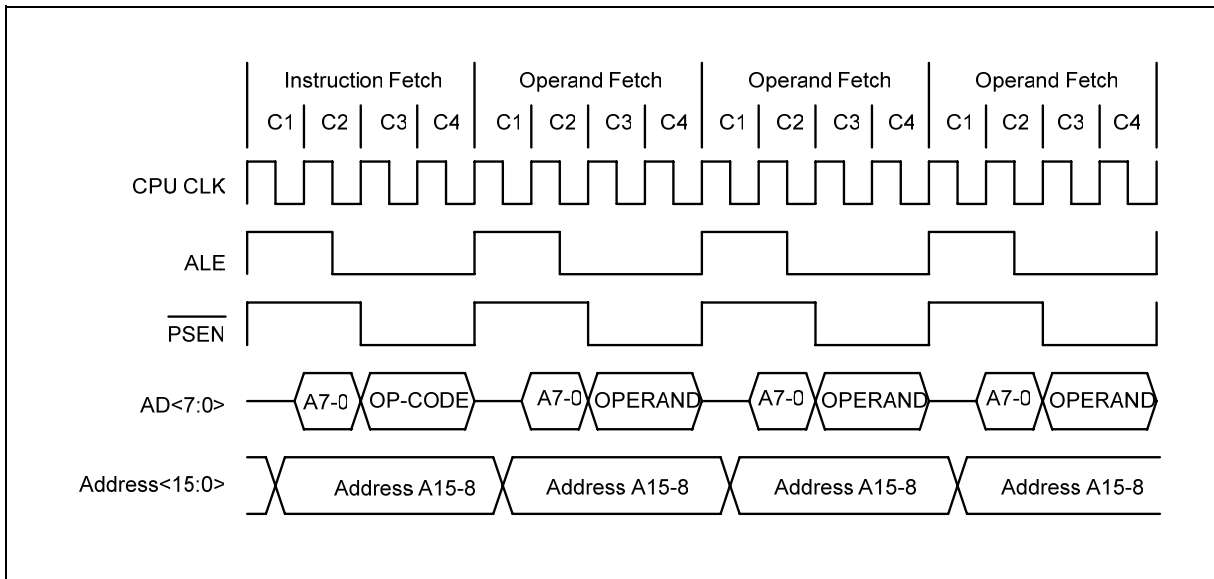 Instruction Fetch Operand Fetch Operand Fetch Operand Fetch
C1 C2 C3 C4 C1 C2 C3 C4 C1 C2 C3 C4 C1 C2 C3 C4
CPU CLK
ALE
PSEN
AD<7:0> A7-0 OP-CODE A7-0 OPERAND A7-0 OPERAND A7-0 OPERAND
Address<15:0> Address A15-8 Address A15-8 Address A15-8 Address A15-8